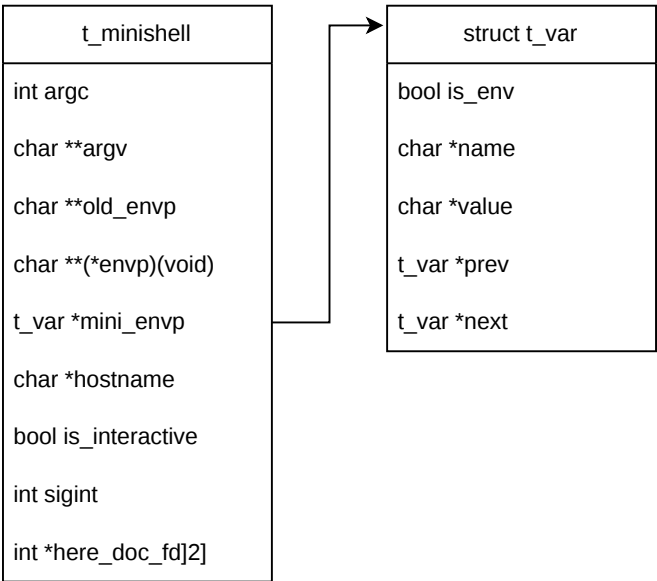 t_minishell
int argc
char **argv
char **old_envp
char **(*envp)(void)
t_var *mini_envp
char *hostname
bool is_interactive
int sigint
int *here_doc_fd]2]
struct t_var
bool is_env
char *name
char *value
t_var *prev
t_var *next